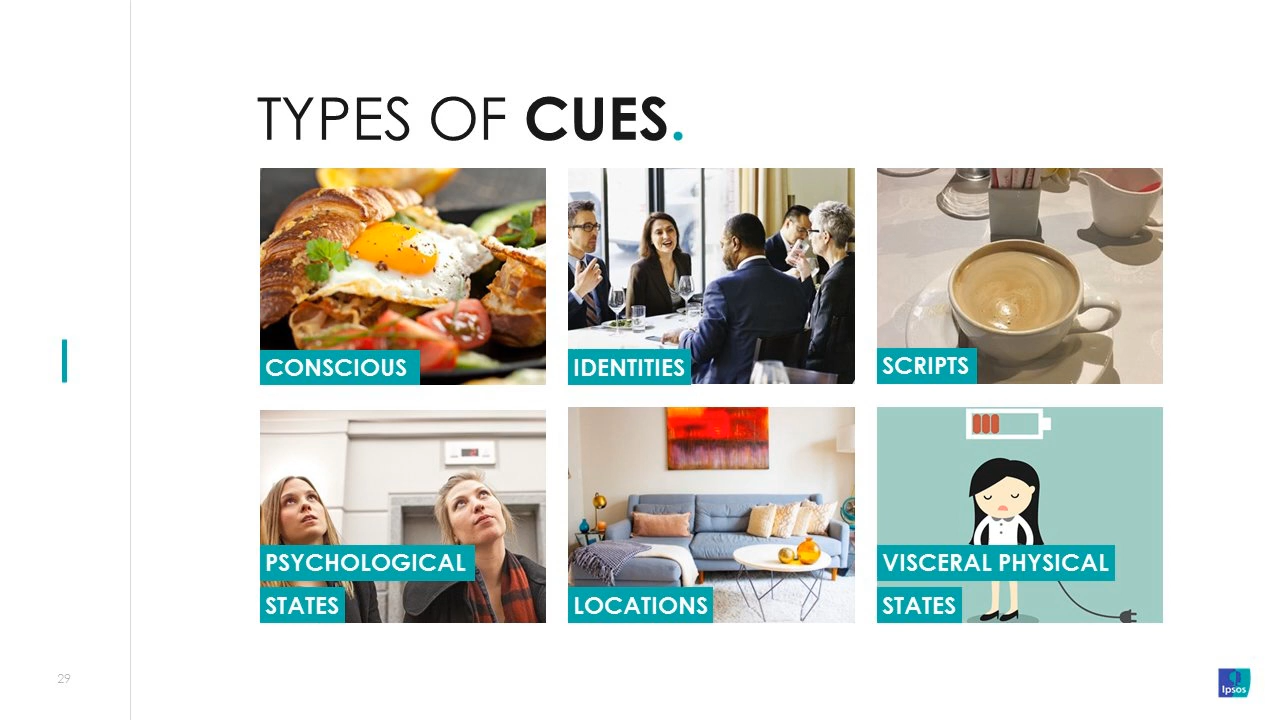 TYPES OF CUES.
CONSCIOUS
IDENTITIES
SCRIPTS
PSYCHOLOGICAL
STATES
LOCATIONS
VISCERAL PHYSICAL
STATES
29
Ipsos